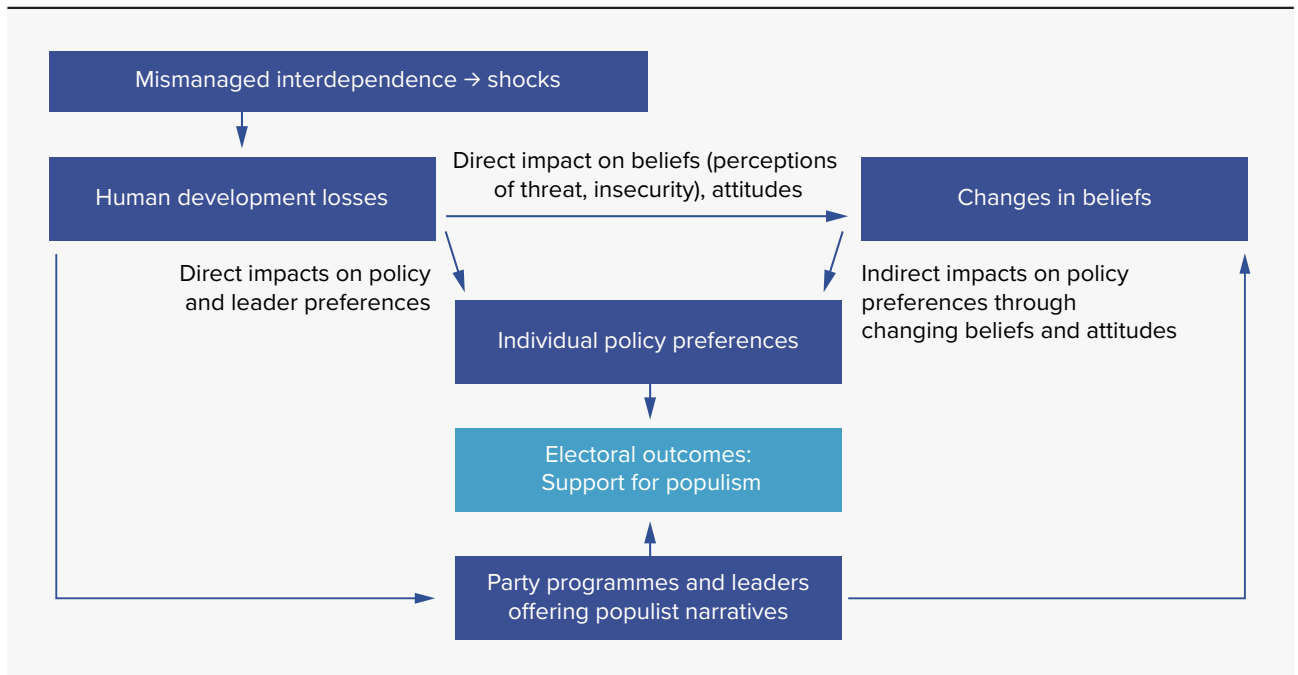 Mismanaged interdependence → shocks
Human development losses
Direct impact on beliefs (perceptions
of threat, insecurity), attitudes
Changes in beliefs
Direct impacts on policy
and leader preferences
Indirect impacts on policy
preferences through
changing beliefs and attitudes
Individual policy preferences
Electoral outcomes:
Support for populism
Party programmes and leaders
offering populist narratives